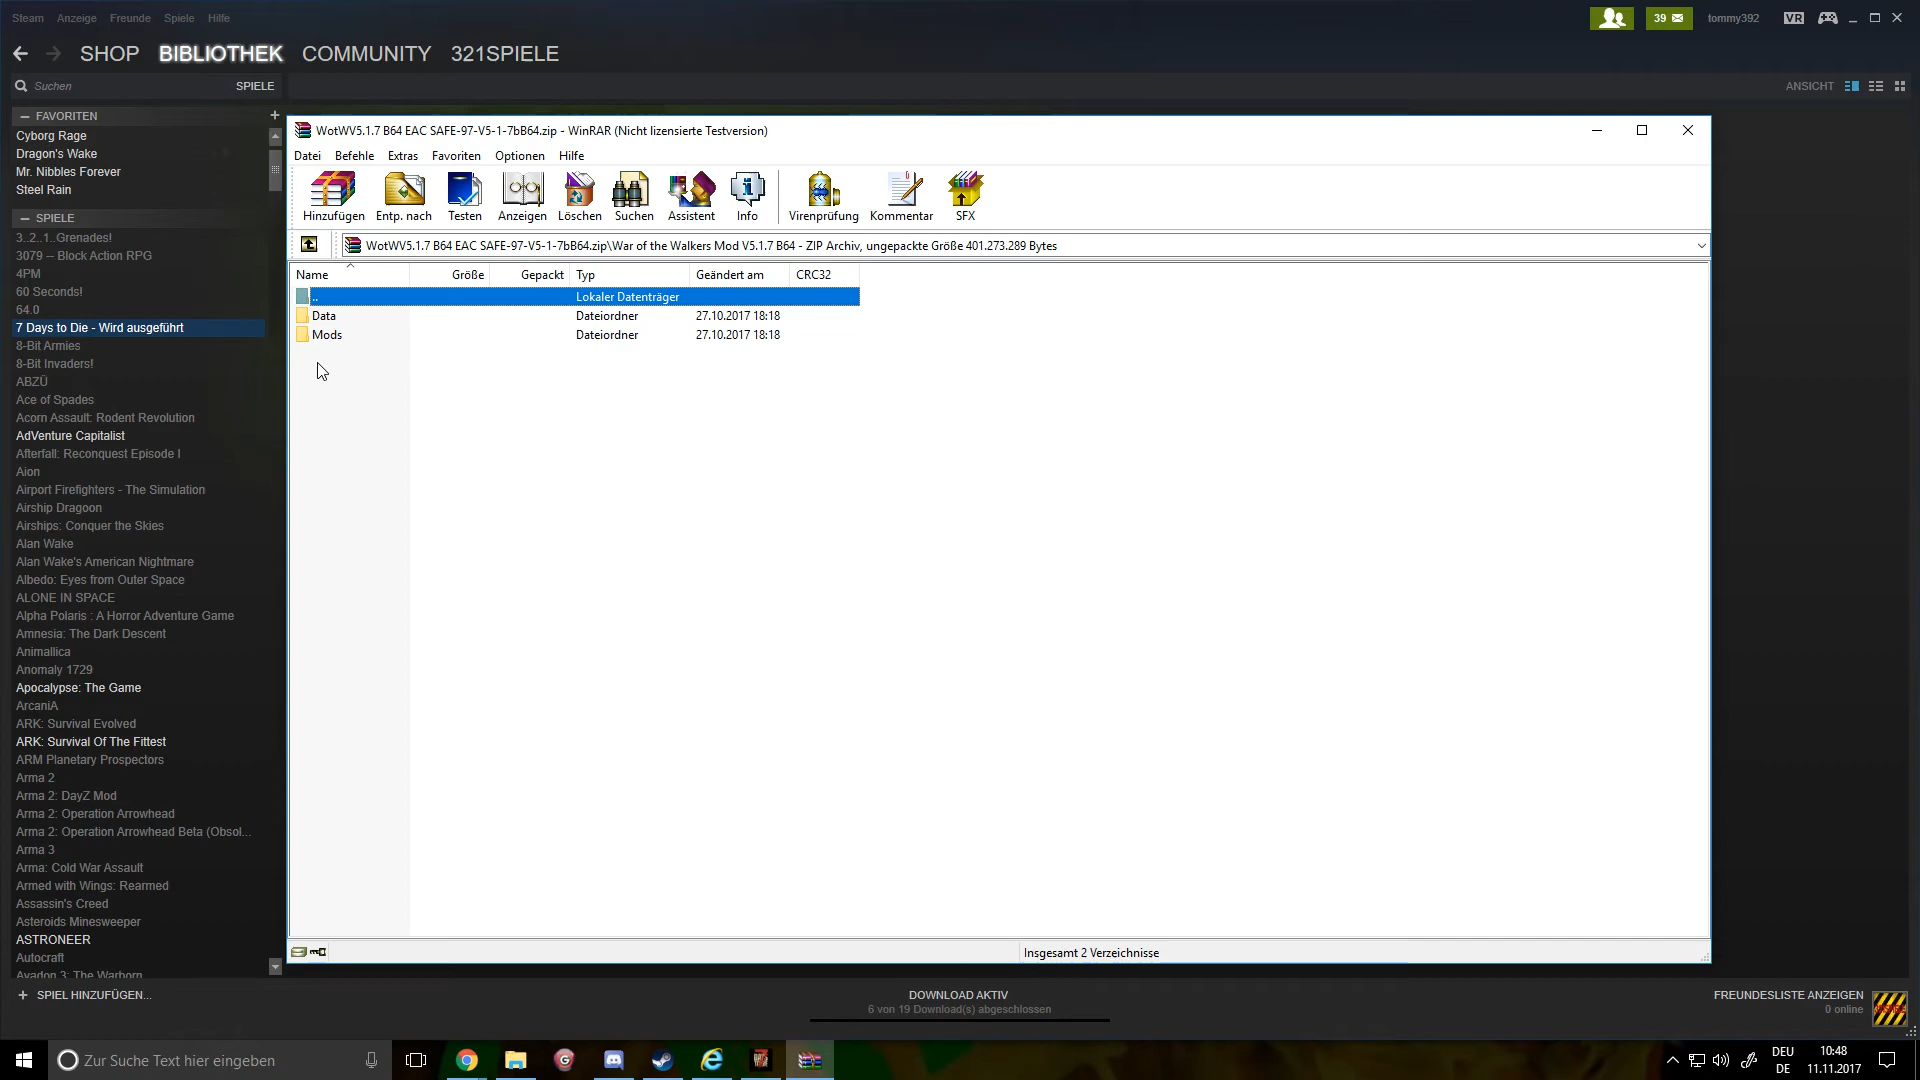 Steam Anzeige Freunde Spiele Hilfe
39
tommy392
VR
SHOP BIBLIOTHEK COMMUNITY 321SPIELE
Suchen
SPIELE
ANSICHT
— FAVORITEN +
Cyborg Rage
Dragon's Wake
Mr. Nibbles Forever
Steel Rain
— SPIELE
3..2..1..Grenades!
3079 -- Block Action RPG
4PM
60 Seconds!
64.0
7 Days to Die - Wird ausgeführt
8-Bit Armies
8-Bit Invaders!
ABZÛ
Ace of Spades
Acorn Assault: Rodent Revolution
AdVenture Capitalist
Afterfall: Reconquest Episode I
Aion
Airport Firefighters - The Simulation
Airship Dragoon
Airships: Conquer the Skies
Alan Wake
Alan Wake's American Nightmare
Albedo: Eyes from Outer Space
ALONE IN SPACE
Alpha Polaris : A Horror Adventure Game
Amnesia: The Dark Descent
Animallica
Anomaly 1729
Apocalypse: The Game
ArcaniA
ARK: Survival Evolved
ARK: Survival Of The Fittest
ARM Planetary Prospectors
Arma 2
Arma 2: DayZ Mod
Arma 2: Operation Arrowhead
Arma 2: Operation Arrowhead Beta (Obsol...
Arma 3
Arma: Cold War Assault
Armed with Wings: Rearmed
Assassin's Creed
Asteroids Minesweeper
ASTRONEER
Autocraft
Avadon 3: The Warborn
WotWV5.1.7 B64 EAC SAFE-97-V5-1-7bB64.zip - WinRAR (Nicht lizensierte Testversion)
Datei Befehle Extras Favoriten Optionen Hilfe
Hinzufügen Entp. nach Testen Anzeigen Löschen Suchen Assistent Info Virenprüfung Kommentar SFX
WotWV5.1.7 B64 EAC SAFE-97-V5-1-7bB64.zip\War of the Walkers Mod V5.1.7 B64 - ZIP Archiv, ungepackte Größe 401.273.289 Bytes
Name Größe Gepackt Typ Geändert am CRC32
.. Lokaler Datenträger
Data Dateiordner 27.10.2017 18:18
Mods Dateiordner 27.10.2017 18:18
Insgesamt 2 Verzeichnisse
+ SPIEL HINZUFÜGEN...
DOWNLOAD AKTIV
6 von 19 Download(s) abgeschlossen
FREUNDESLISTE ANZEIGEN
0 online
Zur Suche Text hier eingeben
DEU
DE
10:48
11.11.2017